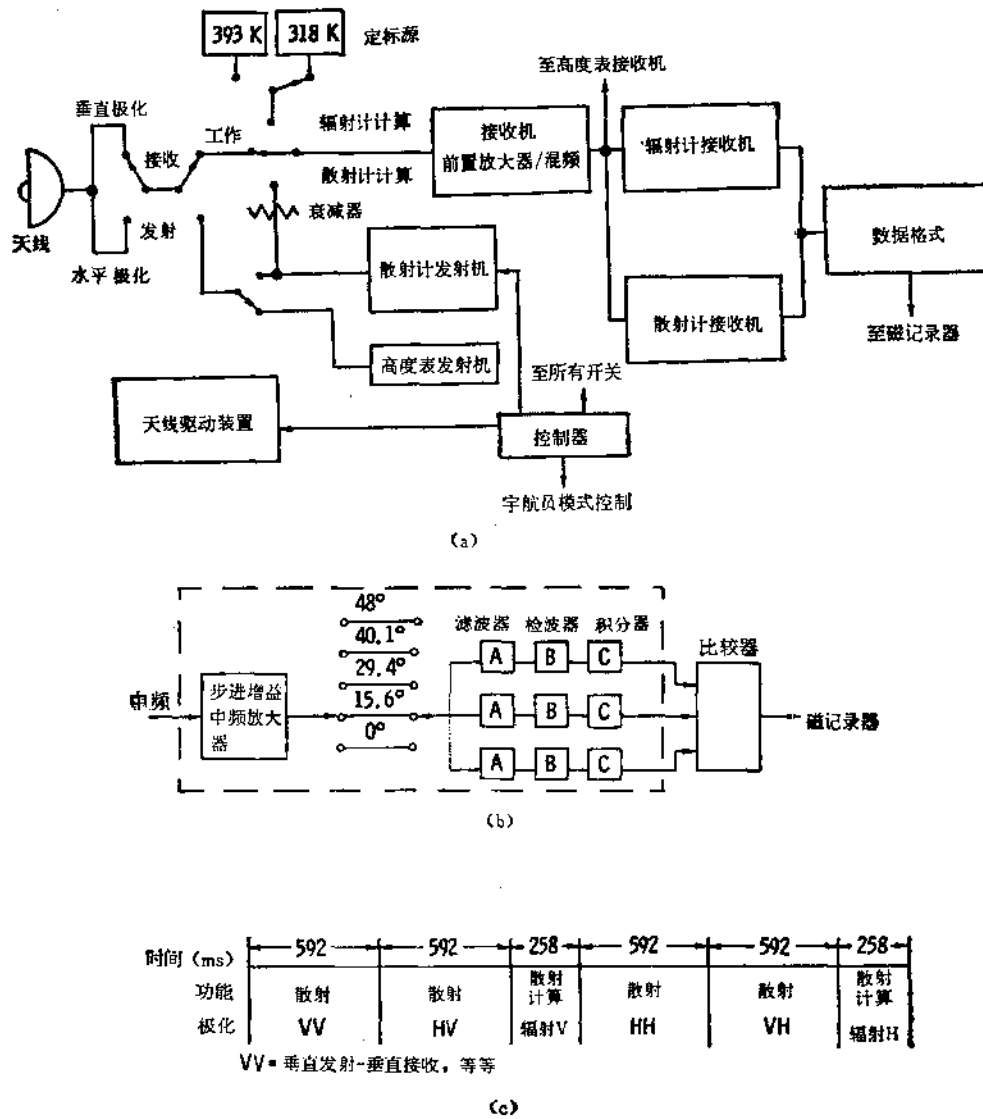 393 K
318 K
定标源
至高度表接收机
垂直极化
工作
接收
辐射计计算
散射计计算
接收机
前置放大器/混频
辐射计接收机
天线
发射
水平极化
衰减器
散射计发射机
散射计接收机
数据格式
至磁记录器
高度表发射机
至所有开关
天线驱动装置
控制器
宇航员模式控制
(a)
48°
40.1°
29.4°
15.6°
0°
滤波器
检波器
积分器
比较器
中频
步进增益
中频放大
器
A B C
A B C
A B C
磁记录器
(b)
时间(ms) 592 592 258 592 592 258
功能 散射 散射 散射计算 散射 散射 散射计算
极化 VV HV 辐射V HH VH 辐射H
VV=垂直发射-垂直接收,等等
(c)